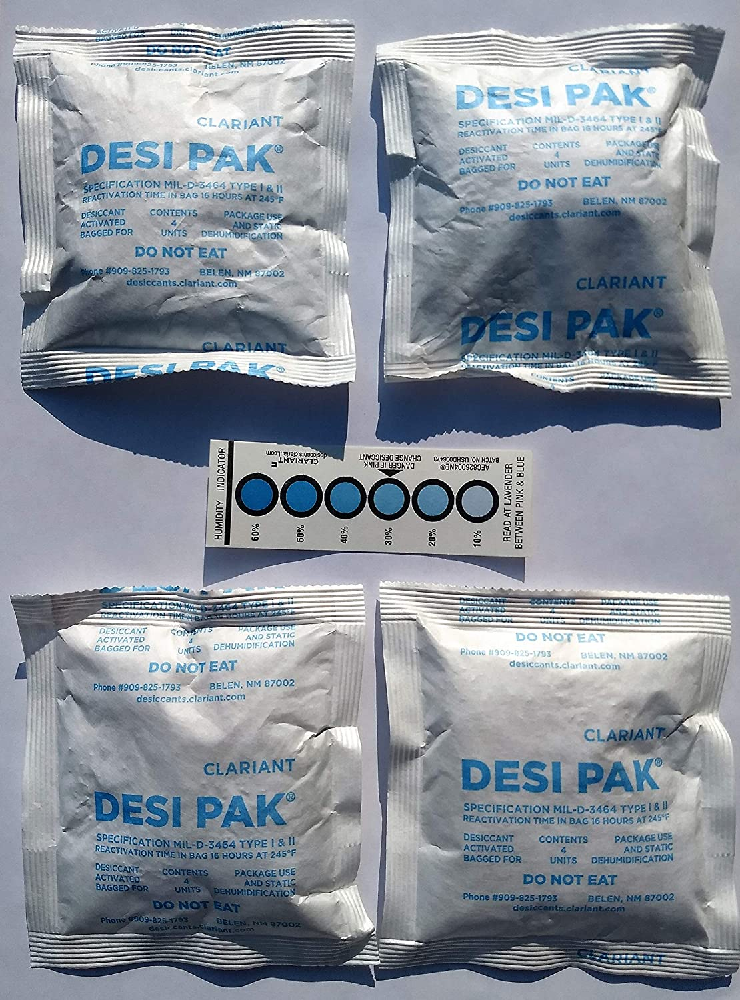 ACTIVATED 4 AND STATIC
BAGGED FOR UNITS DEHUMIDIFICATION
DO NOT EAT
Phone #909-825-1793 BELEN, NM 87002
desiccants.clariant.com
CLARIANT
DESI PAK®
SPECIFICATION MIL-D-3464 TYPE I & II
REACTIVATION TIME IN BAG 16 HOURS AT 245°F
DESICCANT CONTENTS PACKAGE USE
ACTIVATED 4 AND STATIC
BAGGED FOR UNITS DEHUMIDIFICATION
DO NOT EAT
Phone #909-825-1793 BELEN, NM 87002
desiccants.clariant.com
CLARIANT
DESI PAK®
CLARIANT
DESI PAK®
SPECIFICATION MIL-D-3464 TYPE I & II
REACTIVATION TIME IN BAG 16 HOURS AT 245°F
DESICCANT CONTENTS PACKAGE USE
ACTIVATED 4 AND STATIC
BAGGED FOR UNITS DEHUMIDIFICATION
DO NOT EAT
Phone #909-825-1793 BELEN, NM 87002
desiccants.clariant.com
CLARIANT
DESI PAK®
SPECIFICATION MIL-D-3464 TYPE I & II
REACTIVATION TIME IN BAG 16 HOURS AT 245°F
CONTENTS PACKAGE USE
4 AND STATIC
HUMIDITY INDICATOR
CLARIANT
desiccants.clariant.com
DANGER IF PINK
CHANGE DESICCANT
AEC826004NE®
BATCH NO. USHD006473
60%
50%
40%
30%
20%
10%
READ AT LAVENDER
BETWEEN PINK & BLUE
SPECIFICATION MIL-D-3464 TYPE I & II
REACTIVATION TIME IN BAG 16 HOURS AT 245°F
DESICCANT CONTENTS PACKAGE USE
ACTIVATED 4 AND STATIC
BAGGED FOR UNITS DEHUMIDIFICATION
DO NOT EAT
Phone #909-825-1793 BELEN, NM 87002
desiccants.clariant.com
CLARIANT
DESI PAK®
SPECIFICATION MIL-D-3464 TYPE I & II
REACTIVATION TIME IN BAG 16 HOURS AT 245°F
DESICCANT CONTENTS PACKAGE USE
ACTIVATED 4 AND STATIC
BAGGED FOR UNITS DEHUMIDIFICATION
DO NOT EAT
Phone #909-825-1793 BELEN, NM 87002
desiccants.clariant.com
DESICCANT CONTENTS PACKAGE USE
ACTIVATED 4 AND STATIC
BAGGED FOR UNITS DEHUMIDIFICATION
DO NOT EAT
Phone #909-825-1793 BELEN, NM 87002
desiccants.clariant.com
CLARIANT
DESI PAK®
SPECIFICATION MIL-D-3464 TYPE I & II
REACTIVATION TIME IN BAG 16 HOURS AT 245°F
DESICCANT CONTENTS PACKAGE USE
ACTIVATED 4 AND STATIC
BAGGED FOR UNITS DEHUMIDIFICATION
DO NOT EAT
Phone #909-825-1793 BELEN, NM 87002
desiccants.clariant.com
CLARIANT